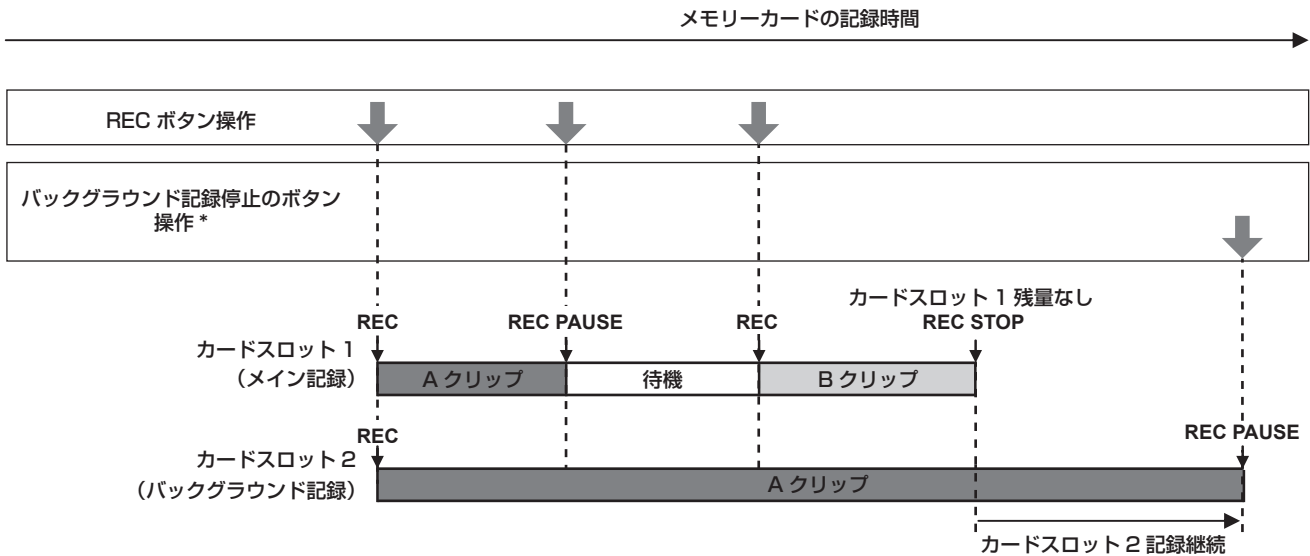 メモリーカードの記録時間
REC ボタン操作
バックグラウンド記録停止のボタン
操作 *
カードスロット 1 残量なし
REC
REC PAUSE
REC
REC STOP
カードスロット 1
（メイン記録）
A クリップ
待機
B クリップ
REC
REC PAUSE
カードスロット 2
（バックグラウンド記録）
A クリップ
カードスロット 2 記録継続